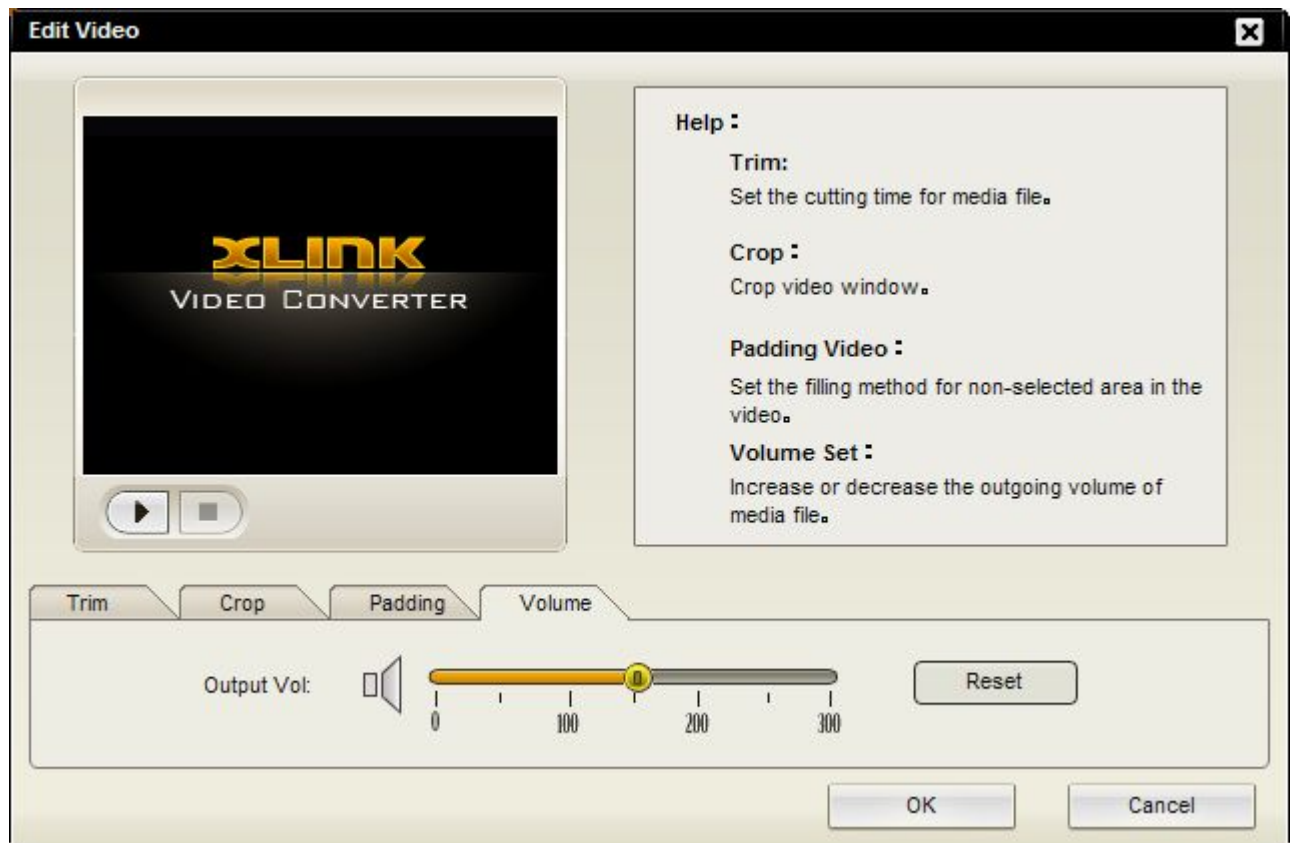 Edit Video
XLINK
VIDEO CONVERTER
Help：
Trim:
Set the cutting time for media file。
Crop：
Crop video window。
Padding Video：
Set the filling method for non-selected area in the
video。
Volume Set：
Increase or decrease the outgoing volume of
media file。
Trim
Crop
Padding
Volume
Output Vol:
0
100
200
300
Reset
OK
Cancel